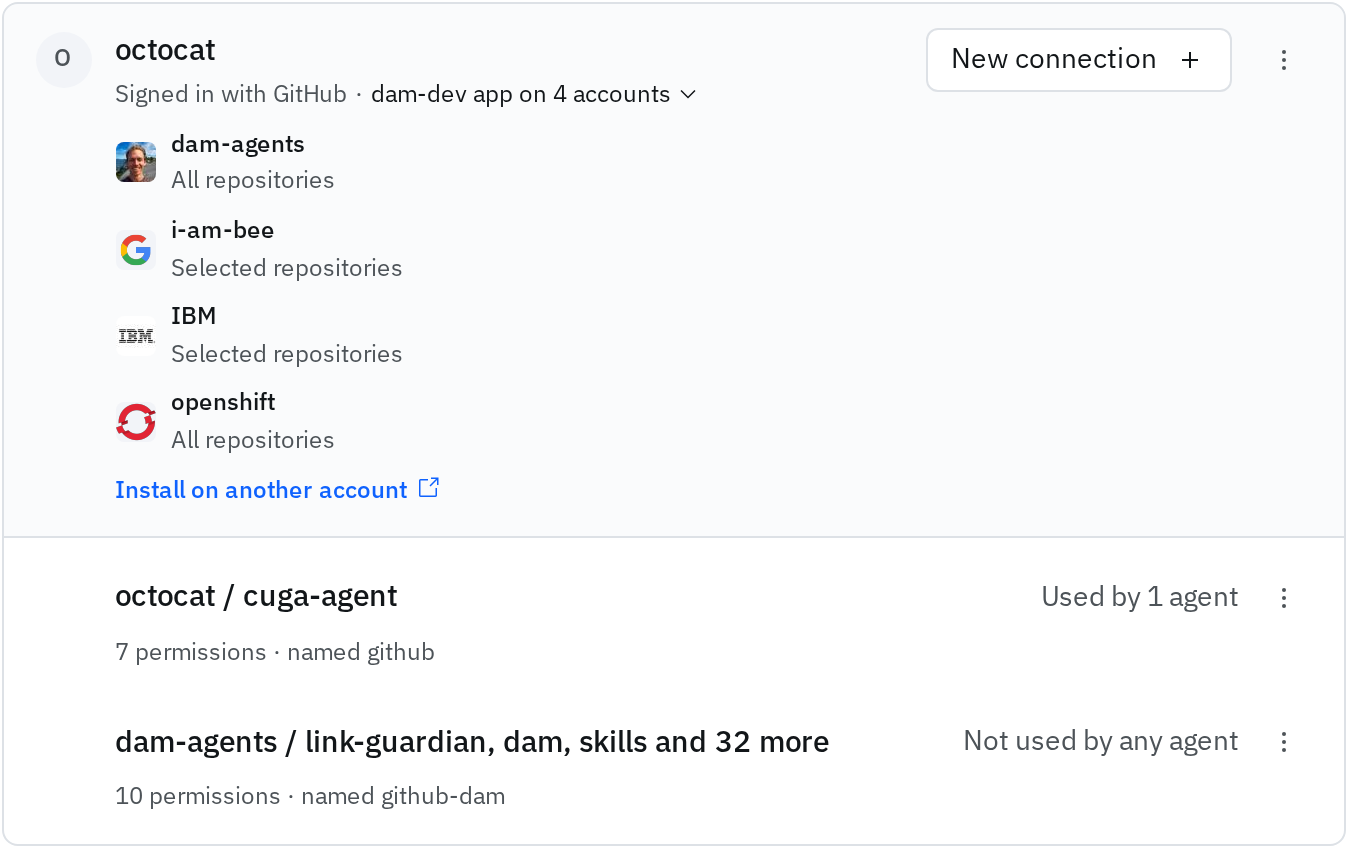 O
octocat
New connection +
Signed in with GitHub · dam-dev app on 4 accounts
dam-agents
All repositories
i-am-bee
Selected repositories
IBM
IBM
Selected repositories
openshift
All repositories
Install on another account
octocat / cuga-agent
Used by 1 agent
7 permissions · named github
dam-agents / link-guardian, dam, skills and 32 more
Not used by any agent
10 permissions · named github-dam